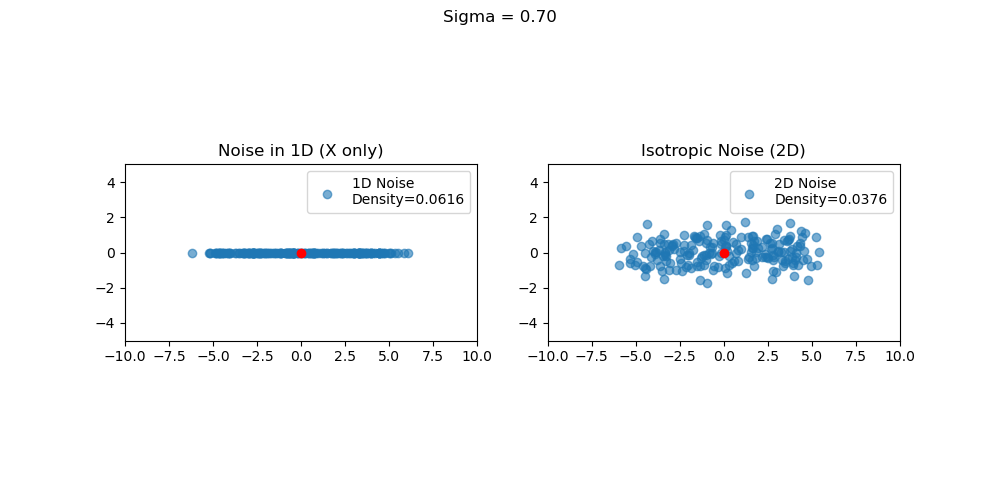 Sigma = 0.70
Noise in 1D (X only)
1D Noise
Density=0.0616
4
2
0
−2
−4
−10.0 −7.5 −5.0 −2.5 0.0 2.5 5.0 7.5 10.0
Isotropic Noise (2D)
2D Noise
Density=0.0376
4
2
0
−2
−4
−10.0 −7.5 −5.0 −2.5 0.0 2.5 5.0 7.5 10.0